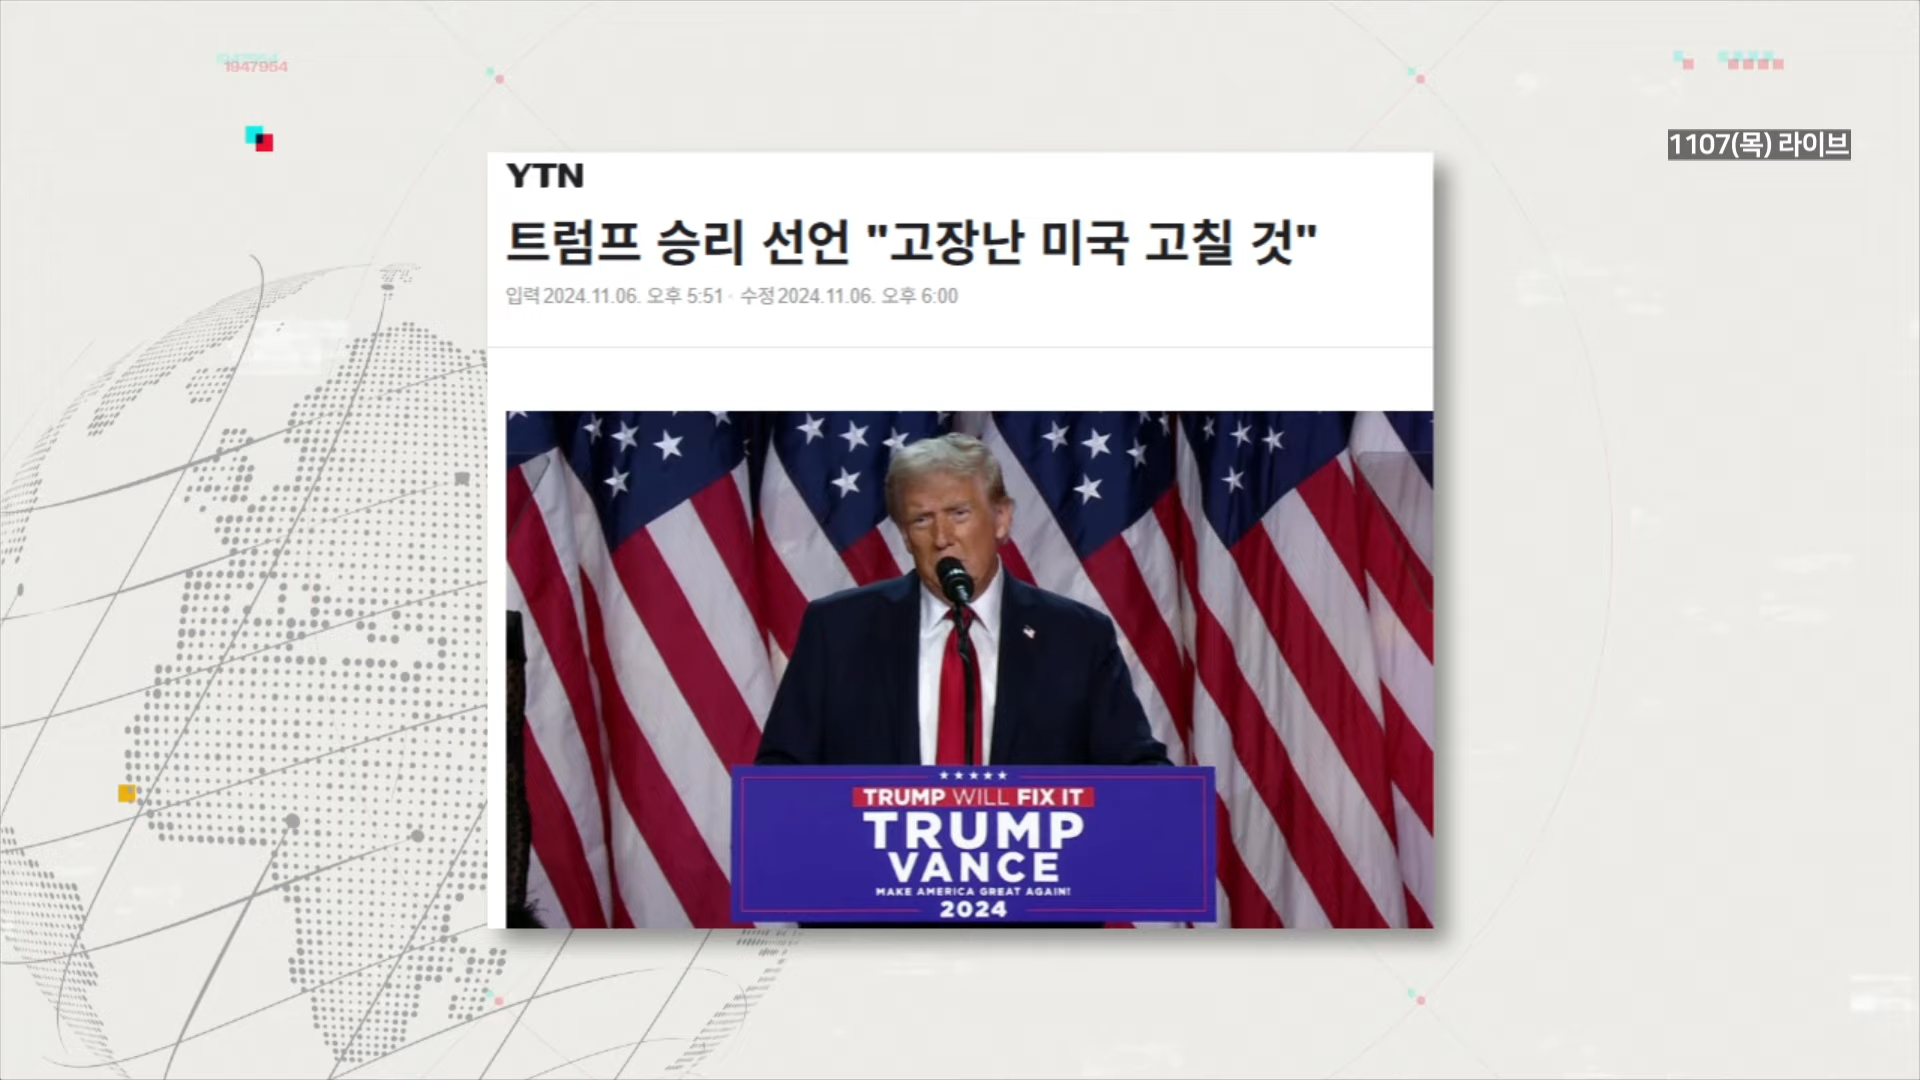 1947954
1107(목) 라이브
YTN
트럼프 승리 선언 "고장난 미국 고칠 것"
입력 2024.11.06. 오후 5:51 · 수정 2024.11.06. 오후 6:00
★★★★★
TRUMP WILL FIX IT
TRUMP
VANCE
MAKE AMERICA GREAT AGAIN!
2024